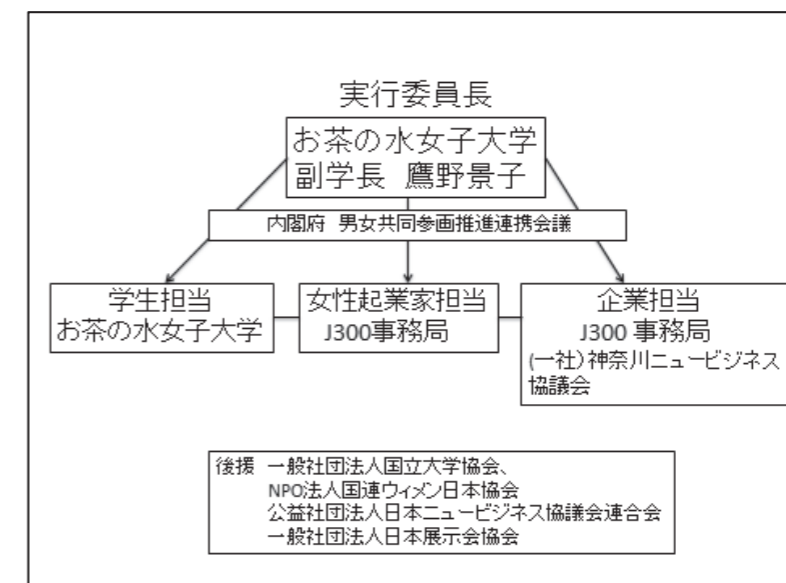 実行委員長
お茶の水女子大学
副学長 鷹野景子
内閣府 男女共同参画推進連携会議
学生担当
お茶の水女子大学
女性起業家担当
J300事務局
企業担当
J300 事務局
(一社)神奈川ニュービジネス
協議会
後援 一般社団法人国立大学協会、
NPO法人国連ウィメン日本協会
公益社団法人日本ニュービジネス協議会連合会
一般社団法人日本展示会協会